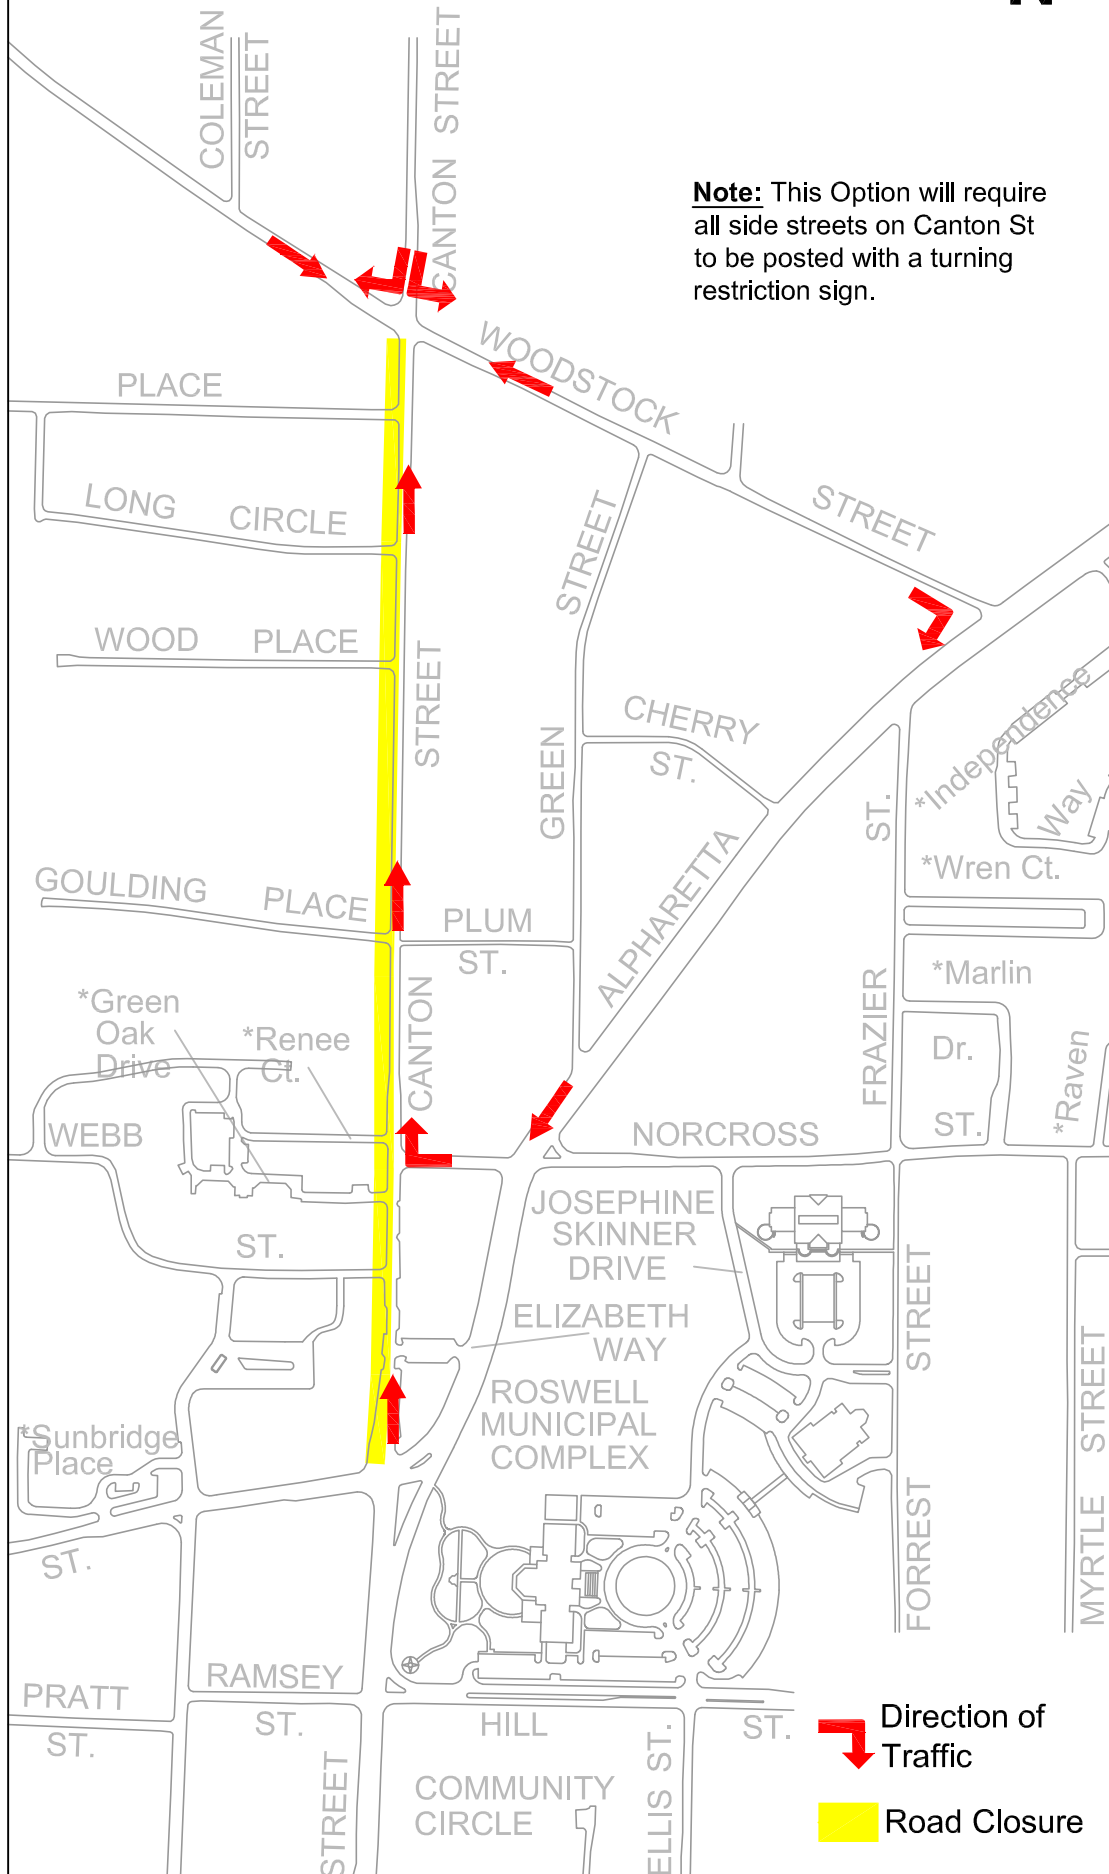 COLEMAN
STREET
CANTON STREET
Note: This Option will require
all side streets on Canton St
to be posted with a turning
restriction sign.
WOODSTOCK
STREET
PLACE
LONG CIRCLE
WOOD PLACE
STREET
STREET
GREEN
CHERRY
ST.
ALPHARETTA
ST.
FRAZIER
*Independence
Way
*Wren Ct.
GOULDING PLACE
PLUM
ST.
*Marlin
Dr.
ST.
*Raven
*Green
Oak
Drive
*Renee
Ct.
CANTON
WEBB
ST.
NORCROSS
JOSEPHINE
SKINNER
DRIVE
ELIZABETH
WAY
ROSWELL
MUNICIPAL
COMPLEX
STREET
FORREST
STREET
MYRTLE
*Sunbridge
Place
ST.
PRATT
ST.
RAMSEY
ST.
HILL
ST.
STREET
COMMUNITY
CIRCLE
ELLIS ST.
Direction of
Traffic
Road Closure